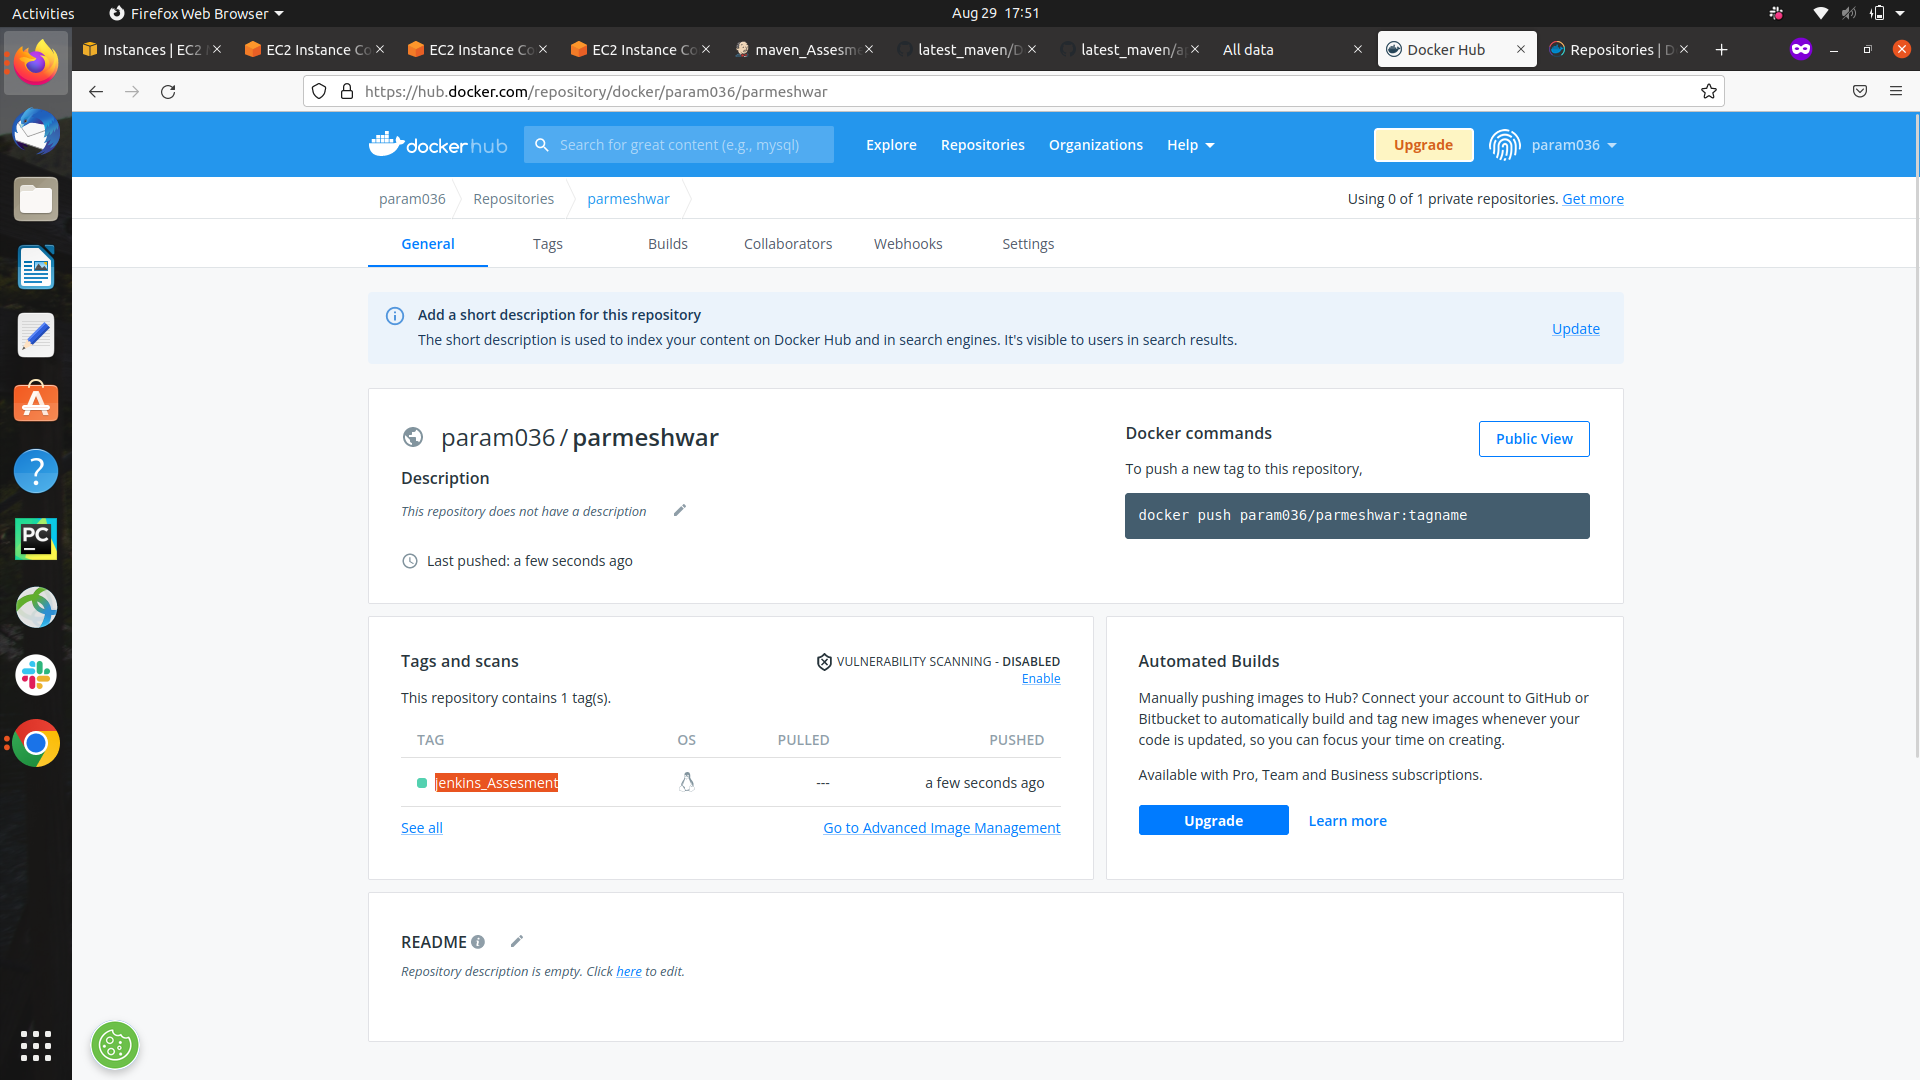 Activities
Firefox Web Browser
Aug 29 17:51
Instances | EC2
EC2 Instance Co
EC2 Instance Co
EC2 Instance Co
maven_Assesm
latest_maven/D
latest_maven/a
All data
Docker Hub
Repositories | D
https://hub.docker.com/repository/docker/param036/parmeshwar
docker hub
Search for great content (e.g., mysql)
Explore
Repositories
Organizations
Help
Upgrade
param036
param036
Repositories
parmeshwar
Using 0 of 1 private repositories. Get more
General
Tags
Builds
Collaborators
Webhooks
Settings
Add a short description for this repository
The short description is used to index your content on Docker Hub and in search engines. It's visible to users in search results.
Update
param036 / parmeshwar
Description
This repository does not have a description
Last pushed: a few seconds ago
Docker commands
Public View
To push a new tag to this repository,
docker push param036/parmeshwar:tagname
Tags and scans
VULNERABILITY SCANNING - DISABLED
Enable
This repository contains 1 tag(s).
TAG
OS
PULLED
PUSHED
jenkins_Assesment
---
a few seconds ago
See all
Go to Advanced Image Management
Automated Builds
Manually pushing images to Hub? Connect your account to GitHub or
Bitbucket to automatically build and tag new images whenever your
code is updated, so you can focus your time on creating.
Available with Pro, Team and Business subscriptions.
Upgrade
Learn more
README
Repository description is empty. Click here to edit.
PC